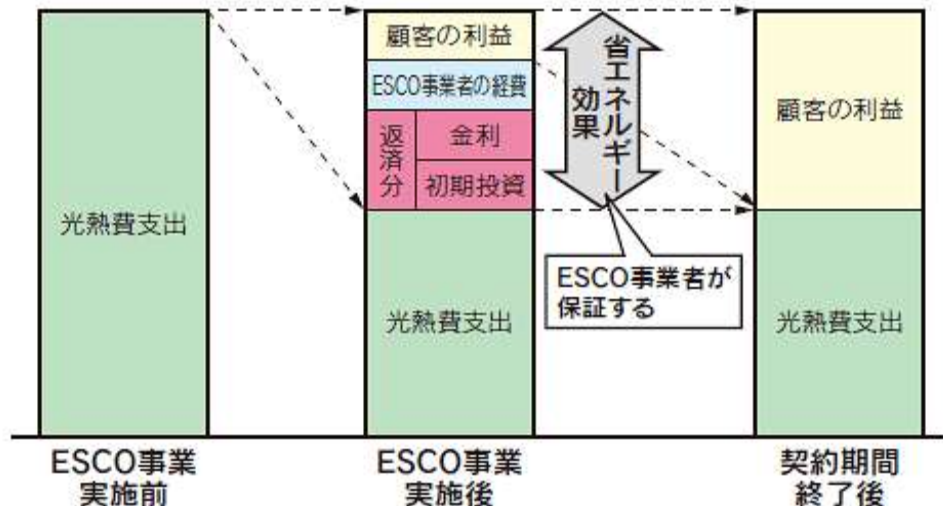 光熱費支出
ESCO事業
実施前
顧客の利益
ESCO事業者の経費
返済分
金利
初期投資
光熱費支出
ESCO事業
実施後
省エネルギー
効果
ESCO事業者が
保証する
顧客の利益
光熱費支出
契約期間
終了後